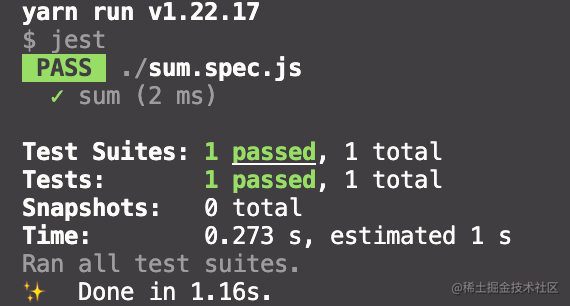 yarn run v1.22.17
$ jest
PASS ./sum.spec.js
✓ sum (2 ms)
Test Suites: 1 passed, 1 total
Tests: 1 passed, 1 total
Snapshots: 0 total
Time: 0.273 s, estimated 1 s
Ran all test suites.
✨ Done in 1.16s.
@稀土掘金技术社区